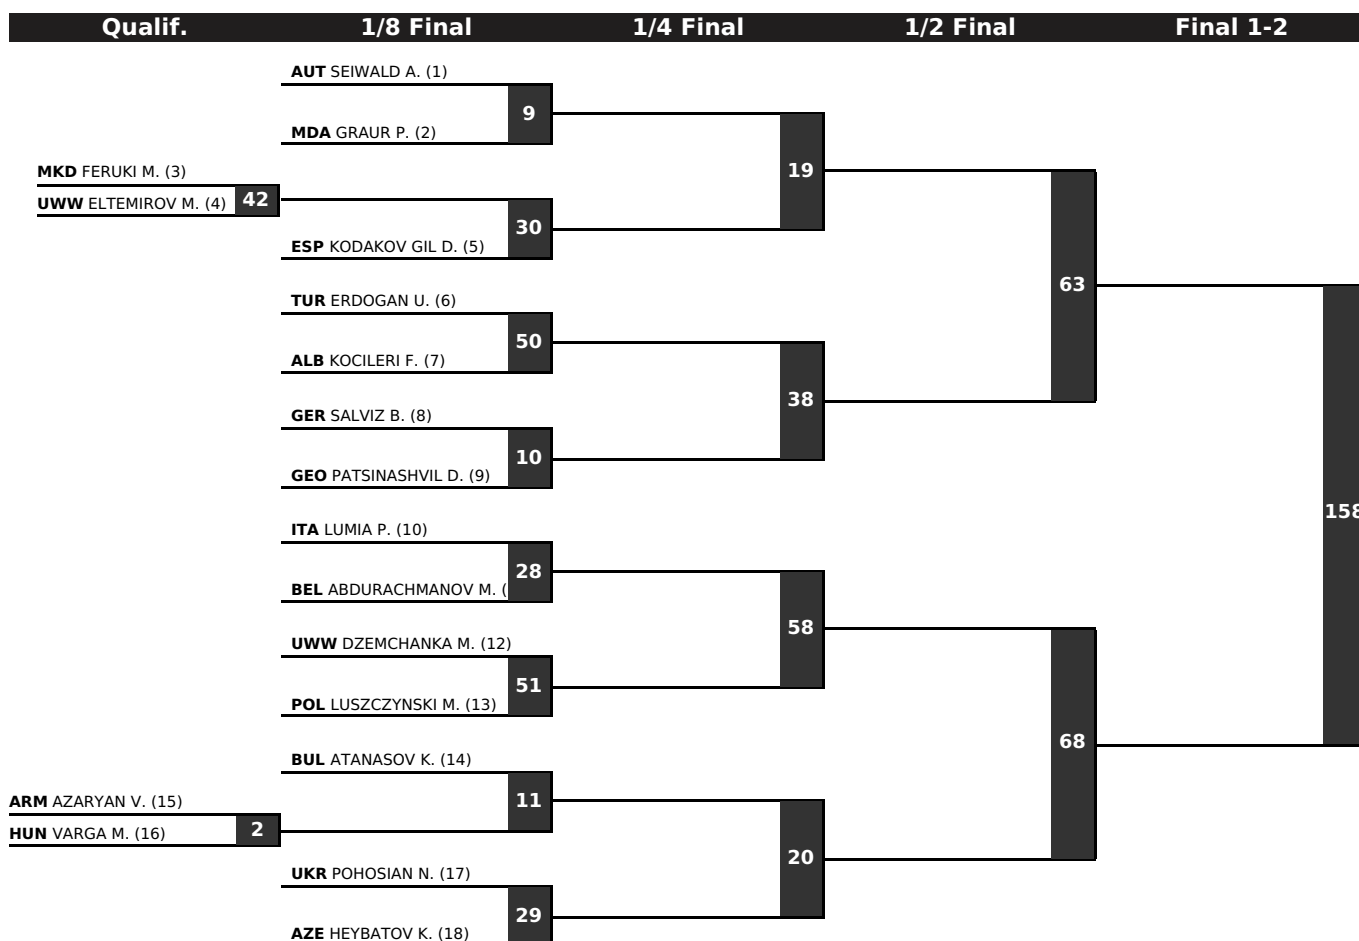 Qualif. 1/8 Final 1/4 Final 1/2 Final Final 1-2
AUT SEIWALD A. (1)
9
MDA GRAUR P. (2)
MKD FERUKI M. (3)
19
UWW ELTEMIROV M. (4) 42
30
ESP KODAKOV GIL D. (5)
63
TUR ERDOGAN U. (6)
50
ALB KOCILERI F. (7)
38
GER SALVIZ B. (8)
10
GEO PATSINASHVIL D. (9)
158
ITA LUMIA P. (10)
28
BEL ABDURACHMANOV M. (
58
UWW DZEMCHANKA M. (12)
51
POL LUSZCZYNSKI M. (13)
68
BUL ATANASOV K. (14)
11
ARM AZARYAN V. (15)
HUN VARGA M. (16) 2
20
UKR POHOSIAN N. (17)
29
AZE HEYBATOV K. (18)